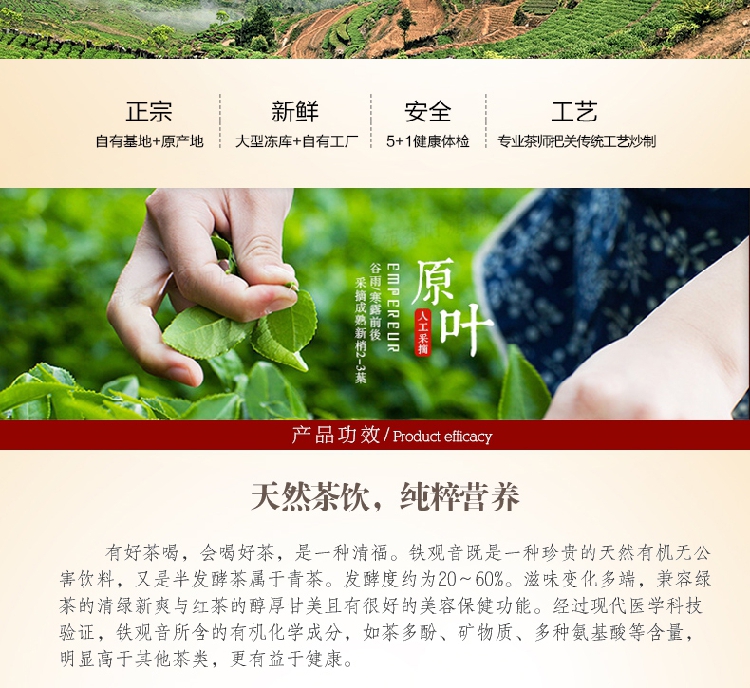 正宗
自有基地+原产地
新鲜
大型冻库+自有工厂
安全
5+1健康体检
工艺
专业茶师把关传统工艺炒制
原叶
人工采摘
EMPEREUR
谷雨/寒露前後
采摘成熟新梢2-3葉
产品功效/Product efficacy
天然茶饮，纯粹营养
有好茶喝，会喝好茶，是一种清福。铁观音既是一种珍贵的天然有机无公
害饮料，又是半发酵茶属于青茶。发酵度约为20～60%。滋味变化多端，兼容绿
茶的清绿新爽与红茶的醇厚甘美且有很好的美容保健功能。经过现代医学科技
验证，铁观音所含的有机化学成分，如茶多酚、矿物质、多种氨基酸等含量，
明显高于其他茶类，更有益于健康。